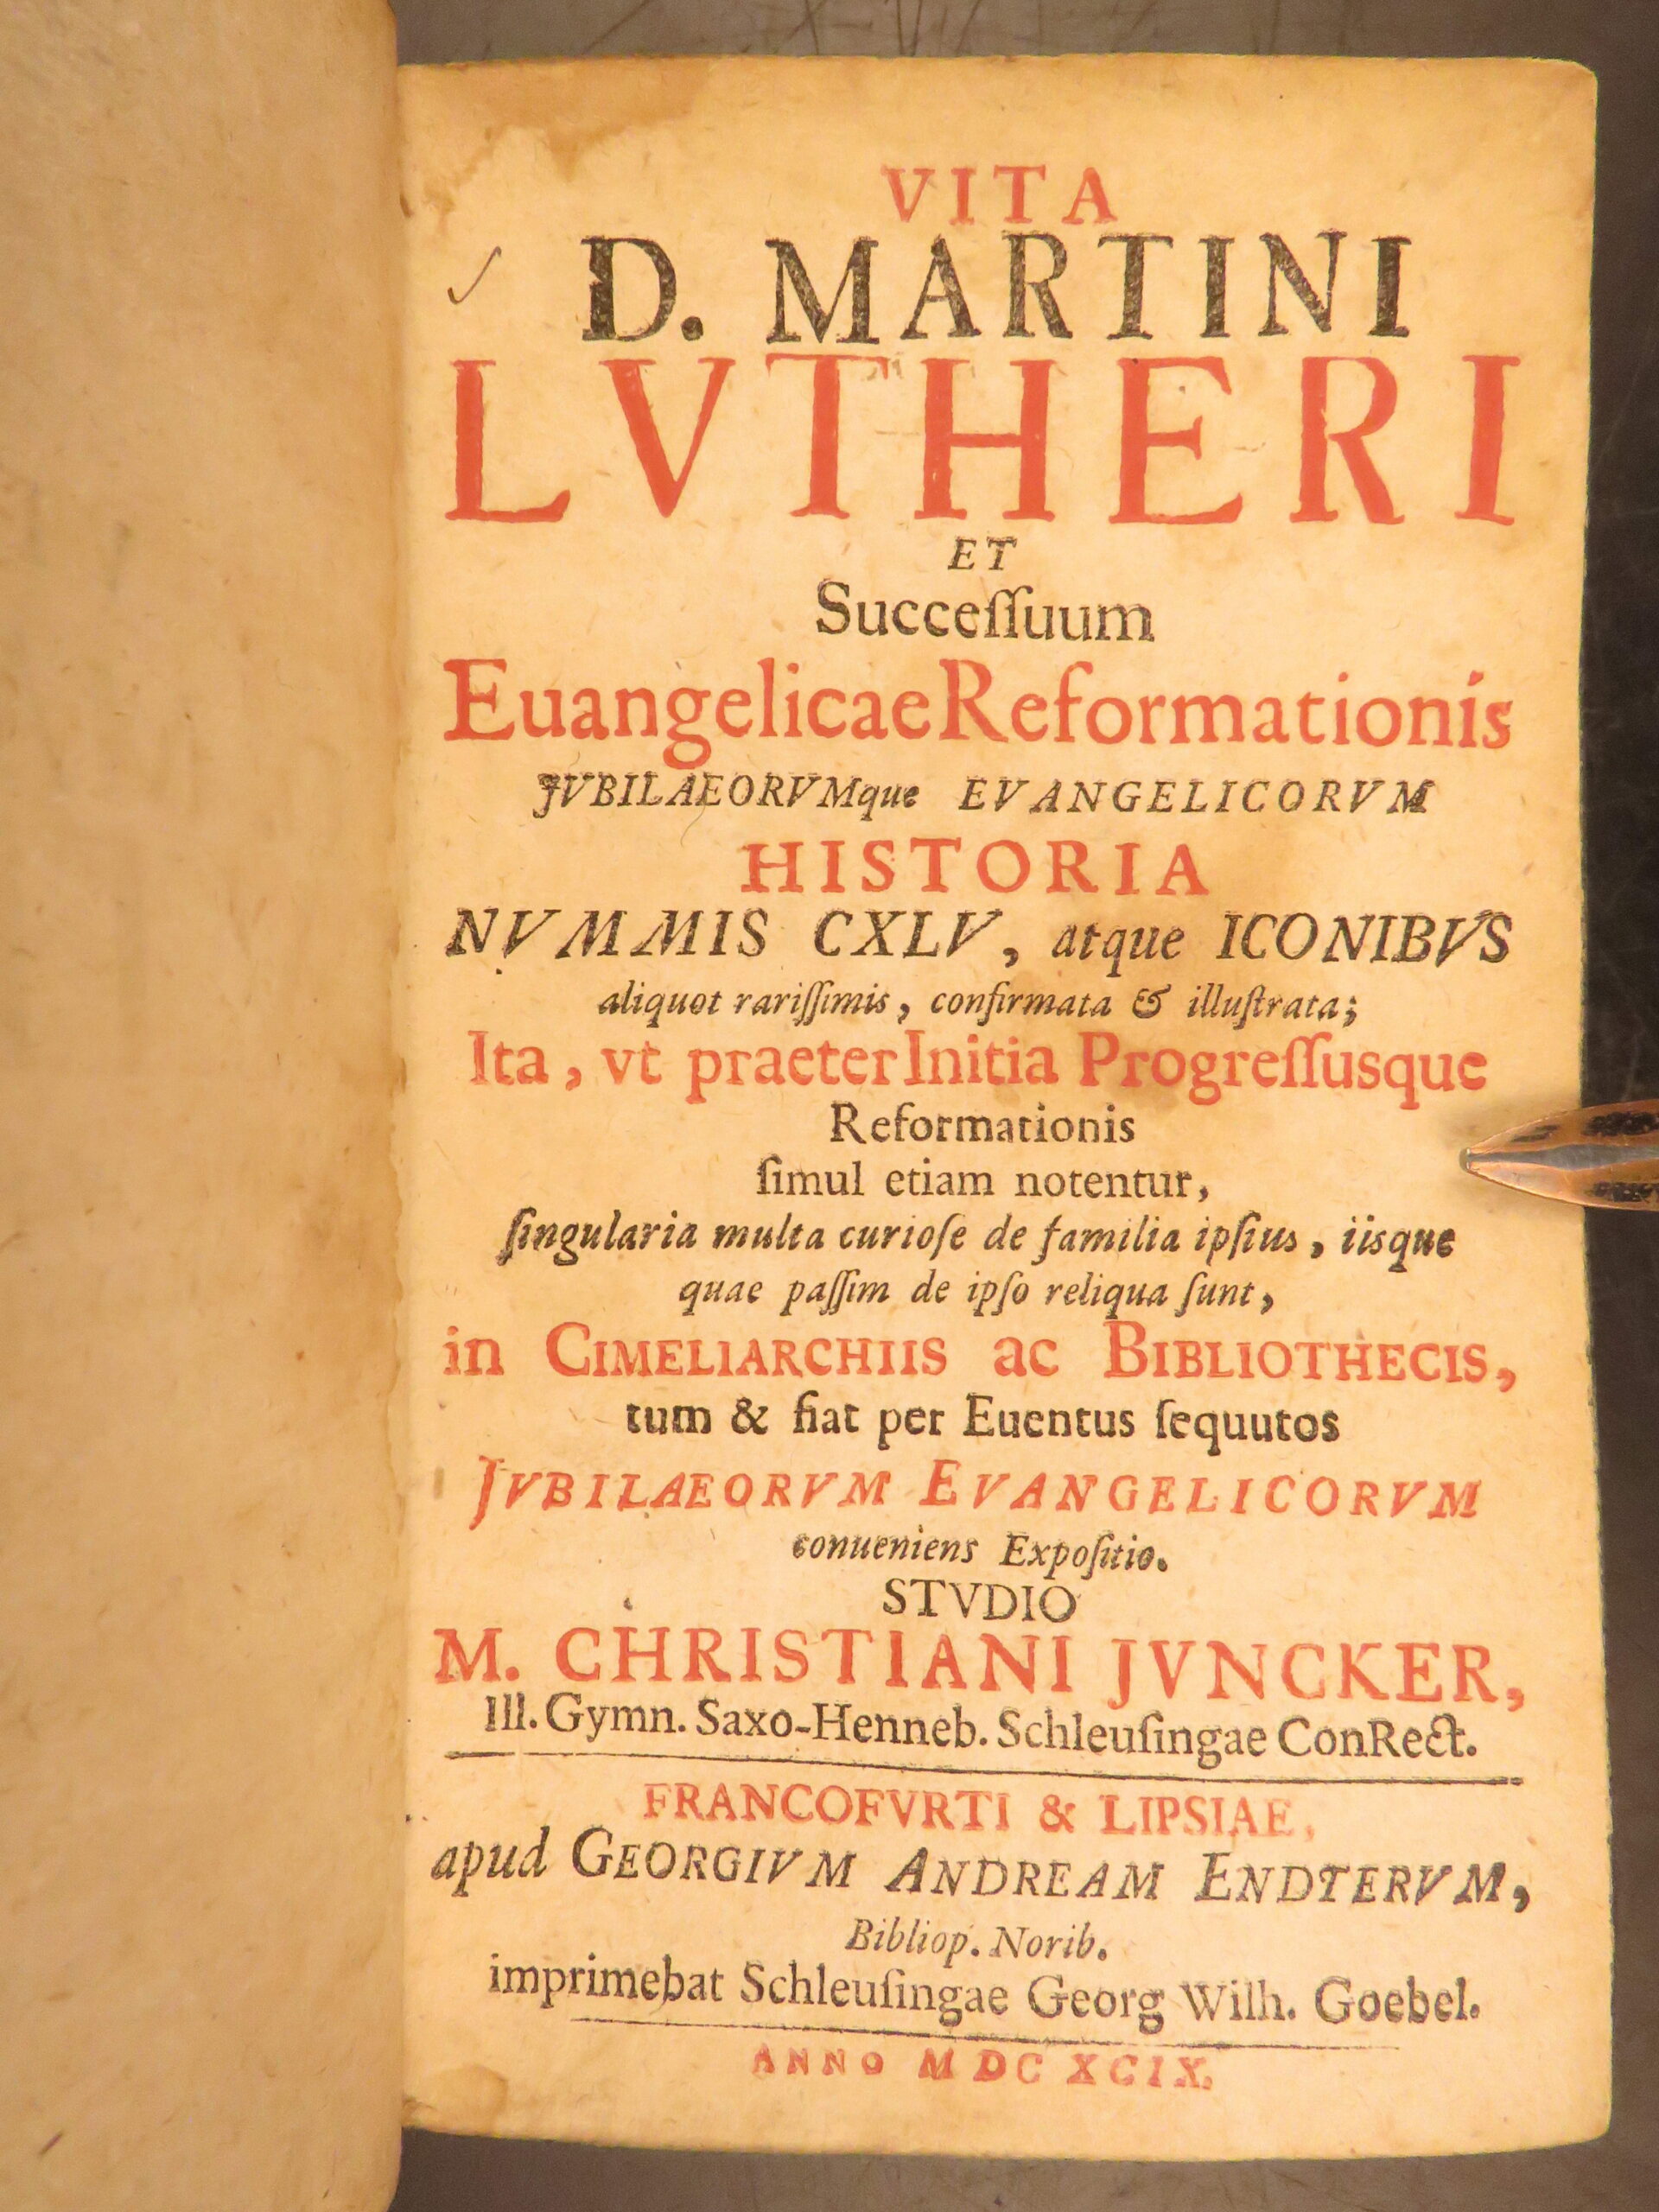 VITA
D. MARTINI
LVTHERI
ET
Succeſſuum
Euangelicae Reformationis
JVBILAEORVMque EVANGELICORVM
HISTORIA
NVMMIS CXLV, atque ICONIBVS
aliquot rariſſimis, confirmata & illuſtrata;
Ita, vt praeter Initia Progreſſusque
Reformationis
ſimul etiam notentur,
ſingularia multa curioſe de familia ipſius, iisque
quae paſſim de ipſo reliqua ſunt,
in CIMELIARCHIIS ac BIBLIOTHECIS,
tum & fiat per Euentus ſequutos
JVBILAEORVM EVANGELICORVM
conueniens Expoſitio.
STVDIO
M. CHRISTIANI JVNCKER,
Ill. Gymn. Saxo-Henneb. Schleuſingae ConRect.
FRANCOFVRTI & LIPSIAE,
apud GEORGIVM ANDREAM ENDTERVM,
Bibliop. Norib.
imprimebat Schleuſingae Georg Wilh. Goebel.
ANNO MDC XCIX.